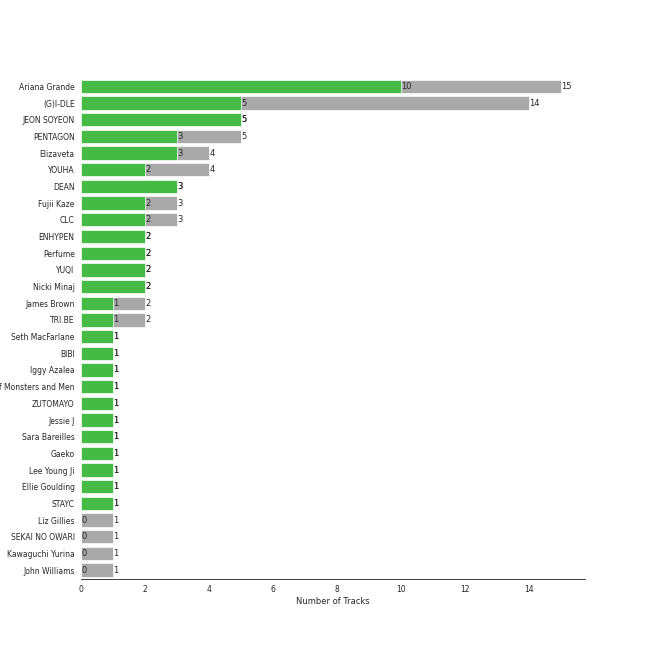 Ariana Grande 10 15
(G)I-DLE 5 14
JEON SOYEON 5
PENTAGON 3 5
Elizaveta 3 4
YOUHA 2 4
DEAN 3
Fujii Kaze 2 3
CLC 2 3
ENHYPEN 2
Perfume 2
YUQI 2
Nicki Minaj 2
James Brown 1 2
TRI.BE 1 2
Seth MacFarlane 1
BIBI 1
Iggy Azalea 1
f Monsters and Men 1
ZUTOMAYO 1
Jessie J 1
Sara Bareilles 1
Gaeko 1
Lee Young Ji 1
Ellie Goulding 1
STAYC 1
Liz Gillies 0 1
SEKAI NO OWARI 0 1
Kawaguchi Yurina 0 1
John Williams 0 1
0 2 4 6 8 10 12 14
Number of Tracks